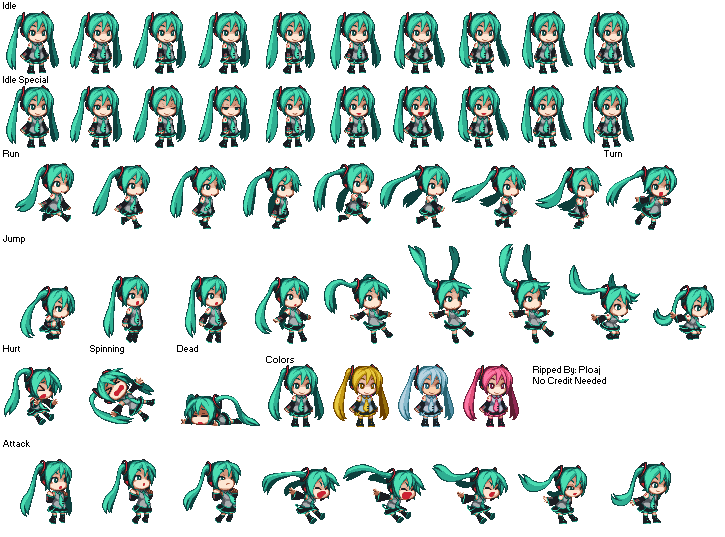 Idle
Idle Special
Run
Turn
Jump
Hurt
Spinning
Dead
Colors
Ripped By: Ploaj
No Credit Needed
Attack